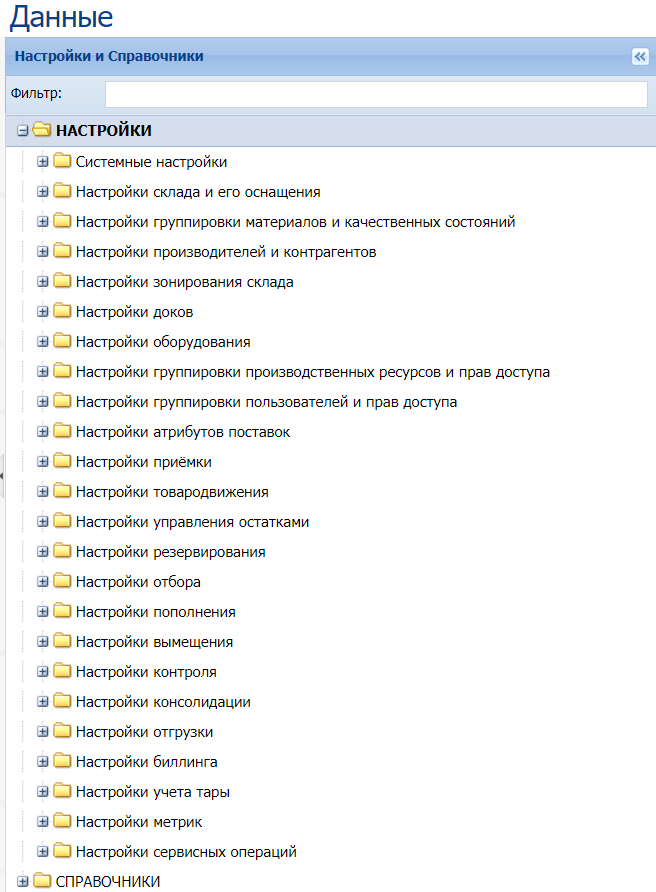 Данные
Настройки и Справочники
Фильтр:
НАСТРОЙКИ
Системные настройки
Настройки склада и его оснащения
Настройки группировки материалов и качественных состояний
Настройки производителей и контрагентов
Настройки зонирования склада
Настройки доков
Настройки оборудования
Настройки группировки производственных ресурсов и прав доступа
Настройки группировки пользователей и прав доступа
Настройки атрибутов поставок
Настройки приёмки
Настройки товародвижения
Настройки управления остатками
Настройки резервирования
Настройки отбора
Настройки пополнения
Настройки вымещения
Настройки контроля
Настройки консолидации
Настройки отгрузки
Настройки биллинга
Настройки учета тары
Настройки метрик
Настройки сервисных операций
СПРАВОЧНИКИ